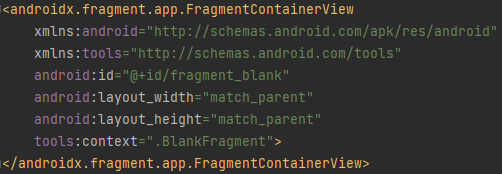 <androidx.fragment.app.FragmentContainerView
xmlns:android="http://schemas.android.com/apk/res/android"
xmlns:tools="http://schemas.android.com/tools"
android:id="@+id/fragment_blank"
android:layout_width="match_parent"
android:layout_height="match_parent"
tools:context=".BlankFragment">
</androidx.fragment.app.FragmentContainerView>